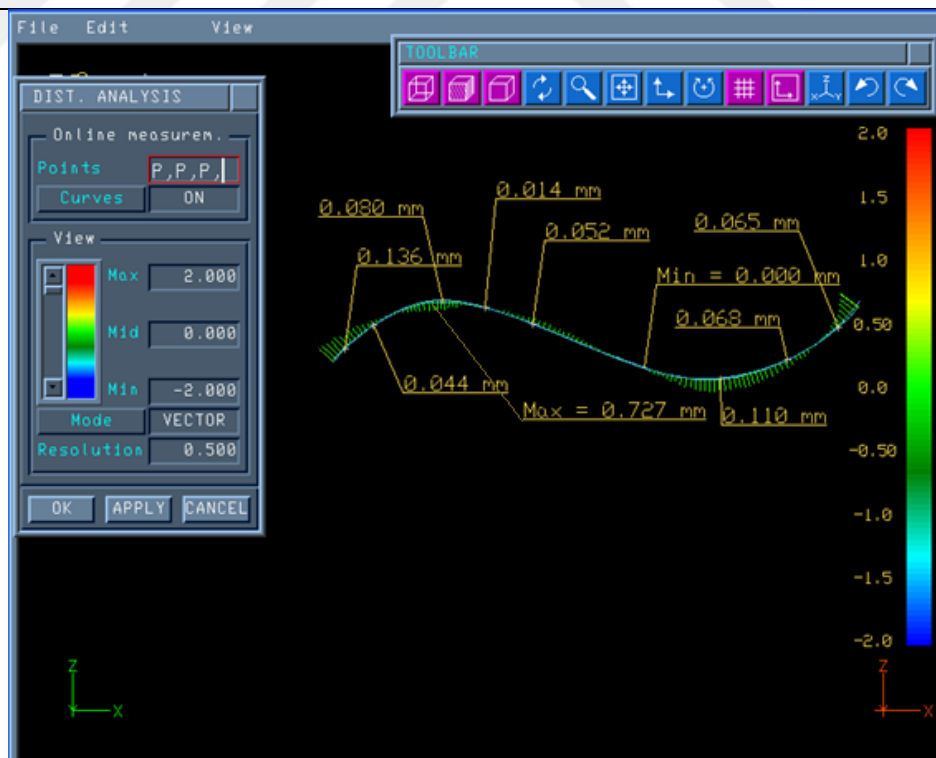 File Edit View
TOOLBAR
DIST. ANALYSIS
Online measurem.
Points P,P,P,
Curves ON
View
Max 2.000
Mid 0.000
Min -2.000
Mode VECTOR
Resolution 0.500
OK APPLY CANCEL
0.014 mm
0.080 mm
0.065 mm
0.052 mm
0.136 mm
Min = 0.000 mm
0.068 mm
0.044 mm
Max = 0.727 mm
0.110 mm
2.0
1.5
1.0
0.50
0.0
-0.50
-1.0
-1.5
-2.0
Z
X
Z
X
Z
X Y